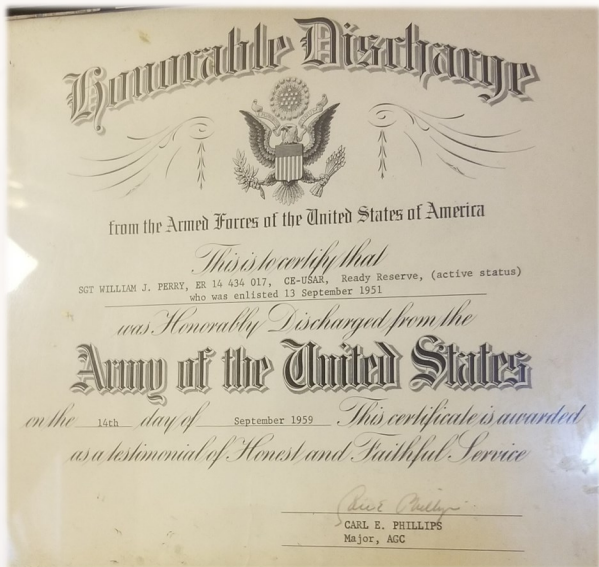 Honorable Discharge
from the Armed Forces of the United States of America
This is to certify that
SGT WILLIAM J. PERRY, ER 14 434 017, CE-USAR, Ready Reserve, (active status)
who was enlisted 13 September 1951
was Honorably Discharged from the
Army of the United States
on the 14th day of September 1959 This certificate is awarded
as a testimonial of Honest and Faithful Service
Carl E. Phillips
CARL E. PHILLIPS
Major, AGC